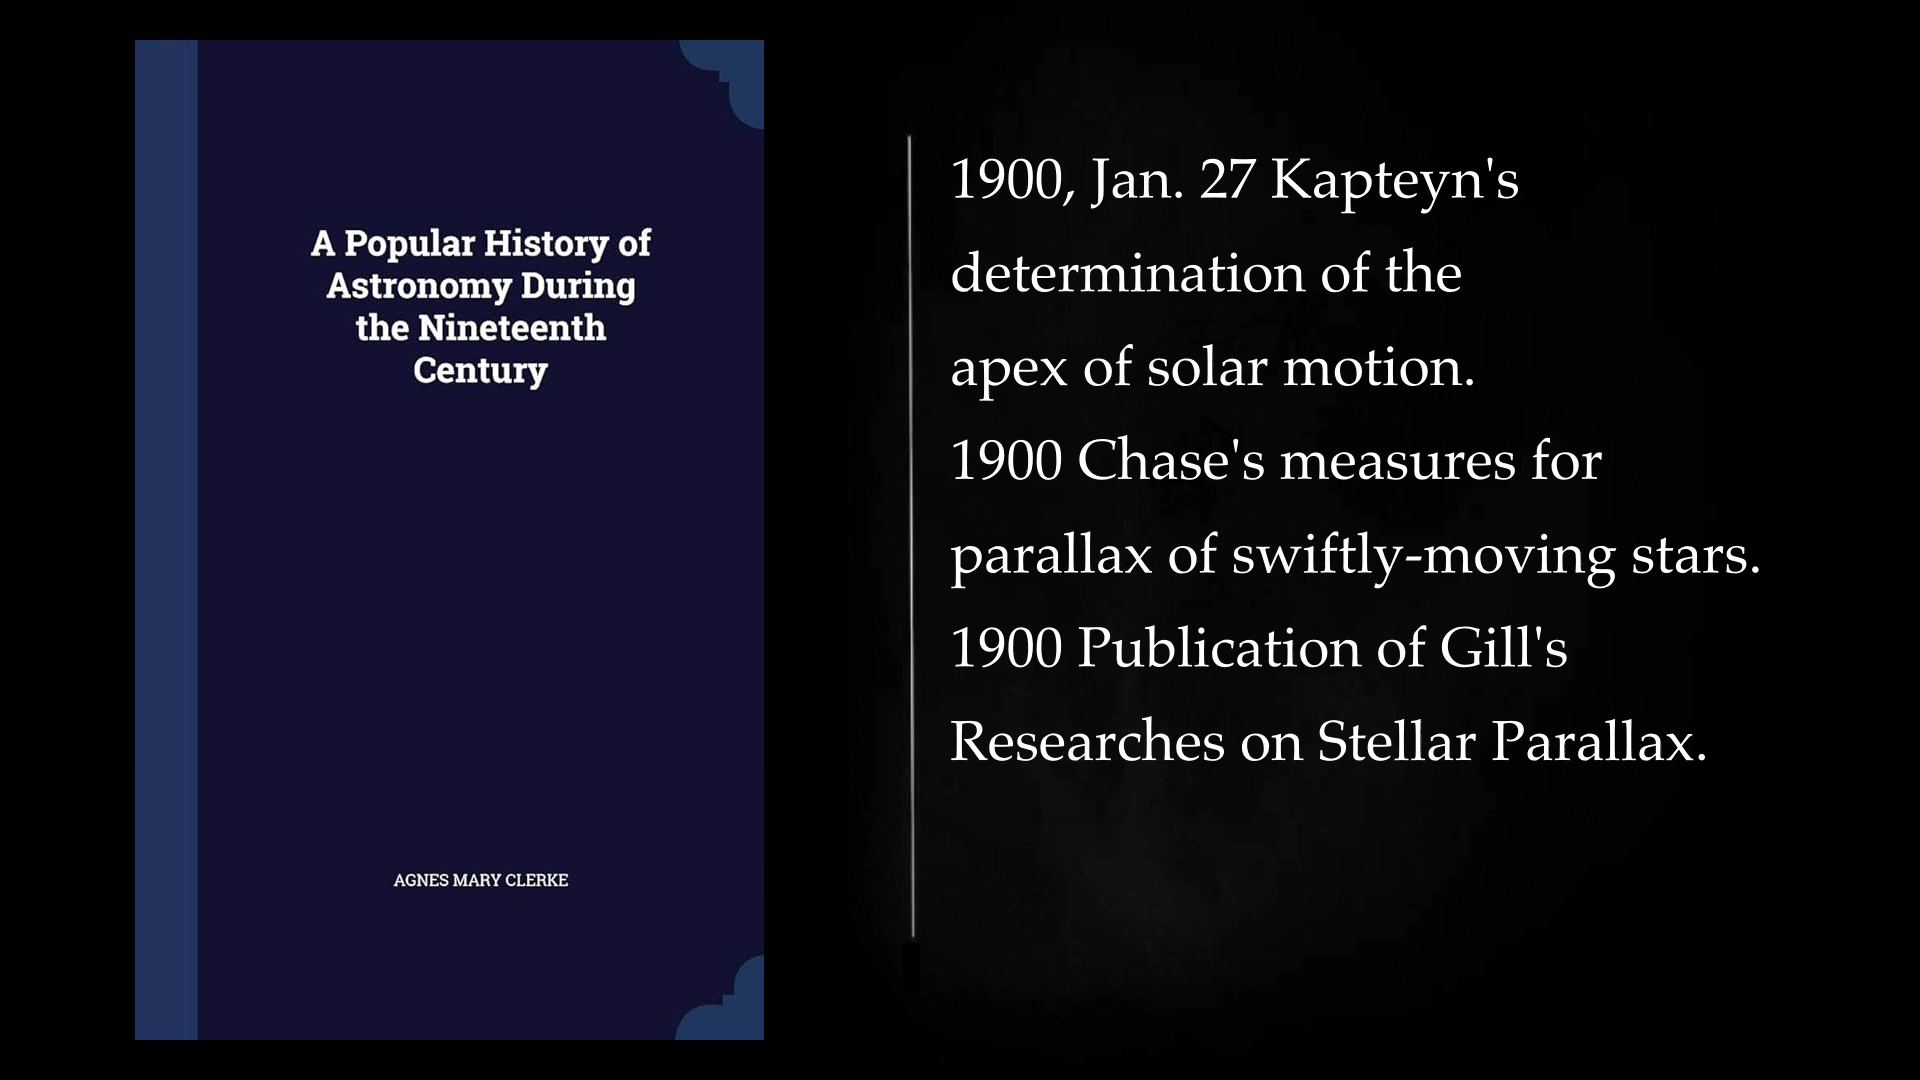 A Popular History of
Astronomy During
the Nineteenth
Century
AGNES MARY CLERKE
1900, Jan. 27 Kapteyn's
determination of the
apex of solar motion.
1900 Chase's measures for
parallax of swiftly-moving stars.
1900 Publication of Gill's
Researches on Stellar Parallax.